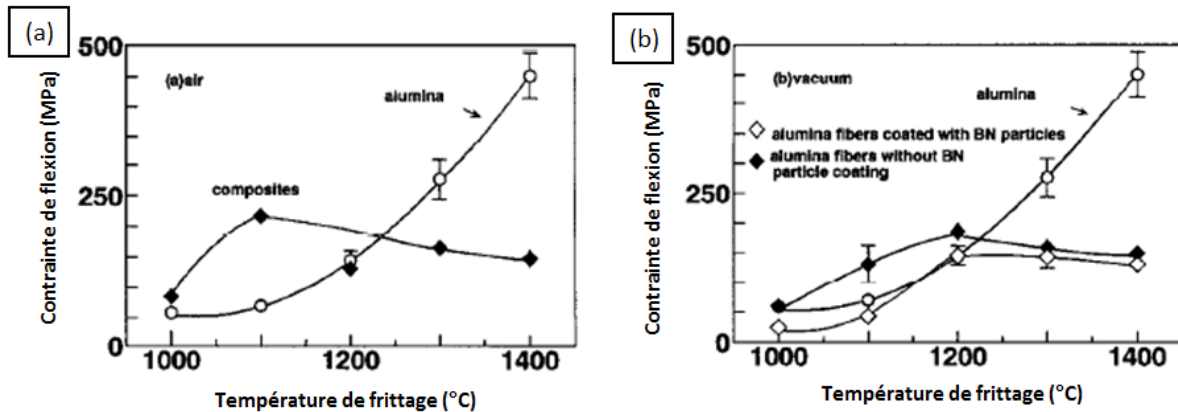 (a)
500
250
0
(a)air
alumina
composites
1000
1200
1400
Contrainte de flexion (MPa)
Température de frittage (°C)
(b)
500
250
0
(b)vacuum
alumina
alumina fibers coated with BN particles
alumina fibers without BN
particle coating
1000
1200
1400
Contrainte de flexion (MPa)
Température de frittage (°C)